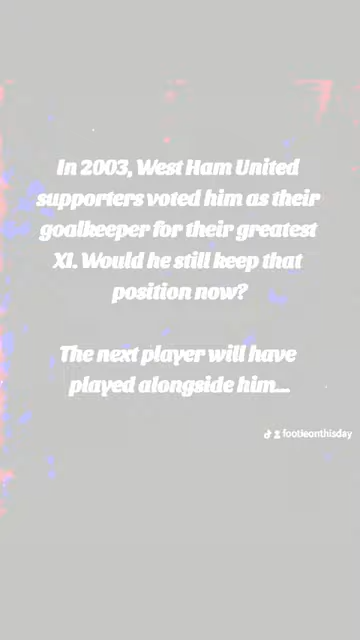 In 2003, West Ham United
supporters voted him as their
goalkeeper for their greatest
XI. Would he still keep that
position now?
The next player will have
played alongside him...
footieonthisday